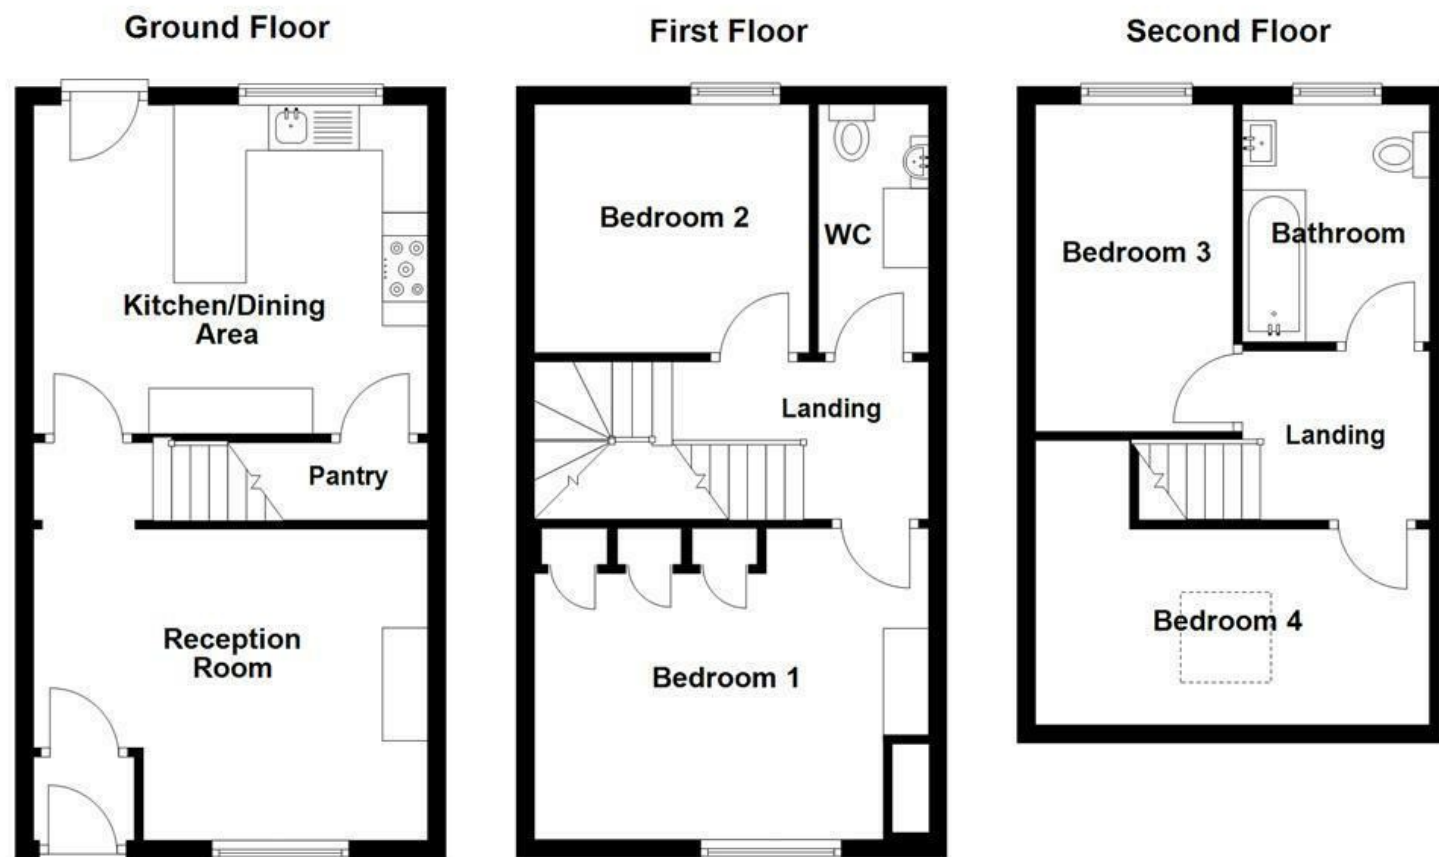 Ground Floor
First Floor
Second Floor
Kitchen/Dining
Area
Pantry
Reception
Room
Bedroom 2
WC
Landing
Bedroom 1
Bedroom 3
Bathroom
Landing
Bedroom 4